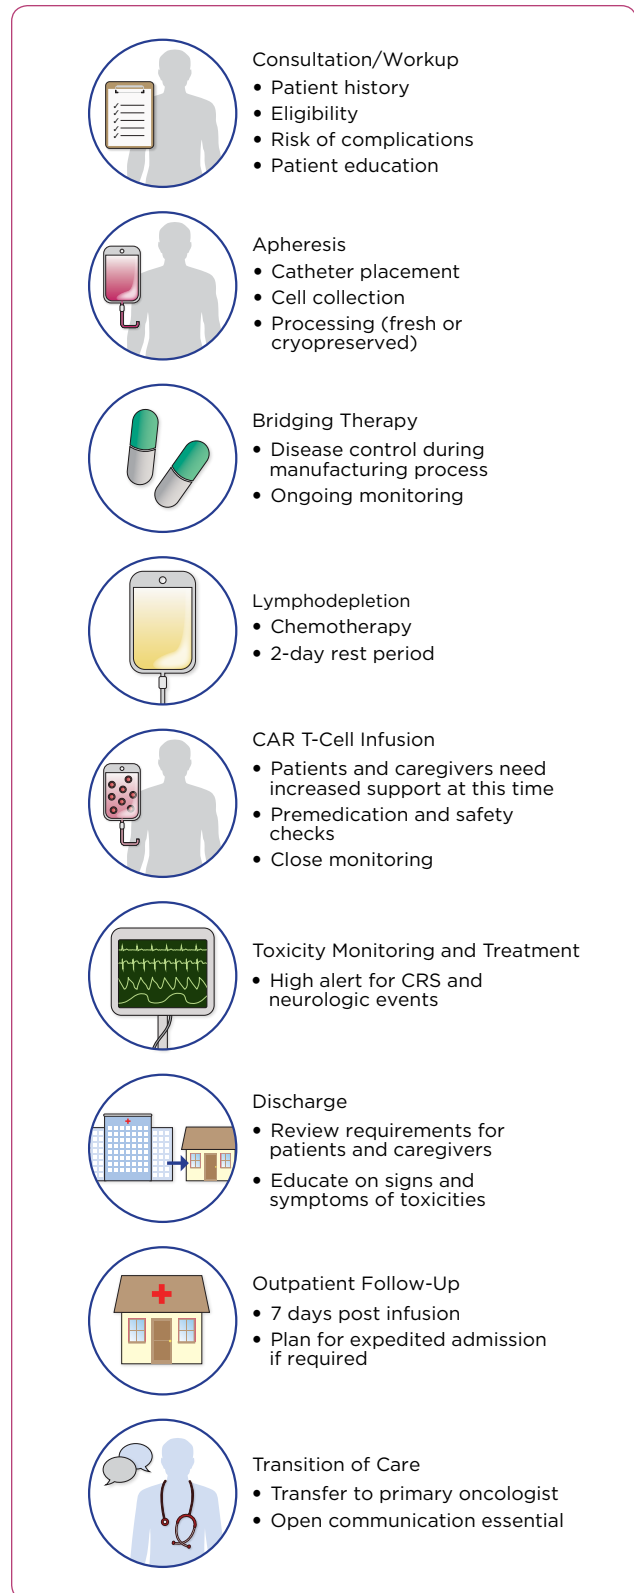 Consultation/Workup
• Patient history
• Eligibility
• Risk of complications
• Patient education
Apheresis
• Catheter placement
• Cell collection
• Processing (fresh or
cryopreserved)
Bridging Therapy
• Disease control during
manufacturing process
• Ongoing monitoring
Lymphodepletion
• Chemotherapy
• 2-day rest period
CAR T-Cell Infusion
• Patients and caregivers need
increased support at this time
• Premedication and safety
checks
• Close monitoring
Toxicity Monitoring and Treatment
• High alert for CRS and
neurologic events
Discharge
• Review requirements for
patients and caregivers
• Educate on signs and
symptoms of toxicities
Outpatient Follow-Up
• 7 days post infusion
• Plan for expedited admission
if required
Transition of Care
• Transfer to primary oncologist
• Open communication essential